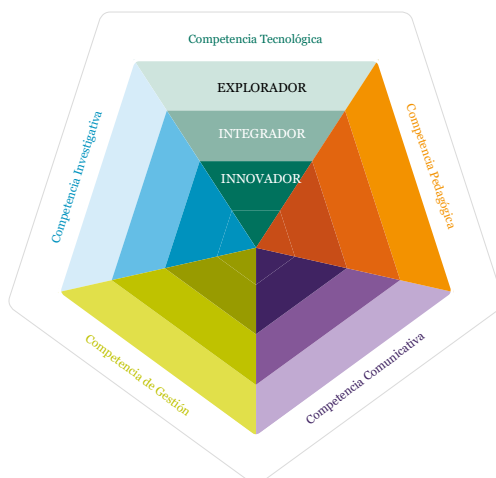 Competencia Tecnológica
EXPLORADOR
INTEGRADOR
INNOVADOR
Competencia Investigativa
Competencia Pedagógica
Competencia de Gestión
Competencia Comunicativa